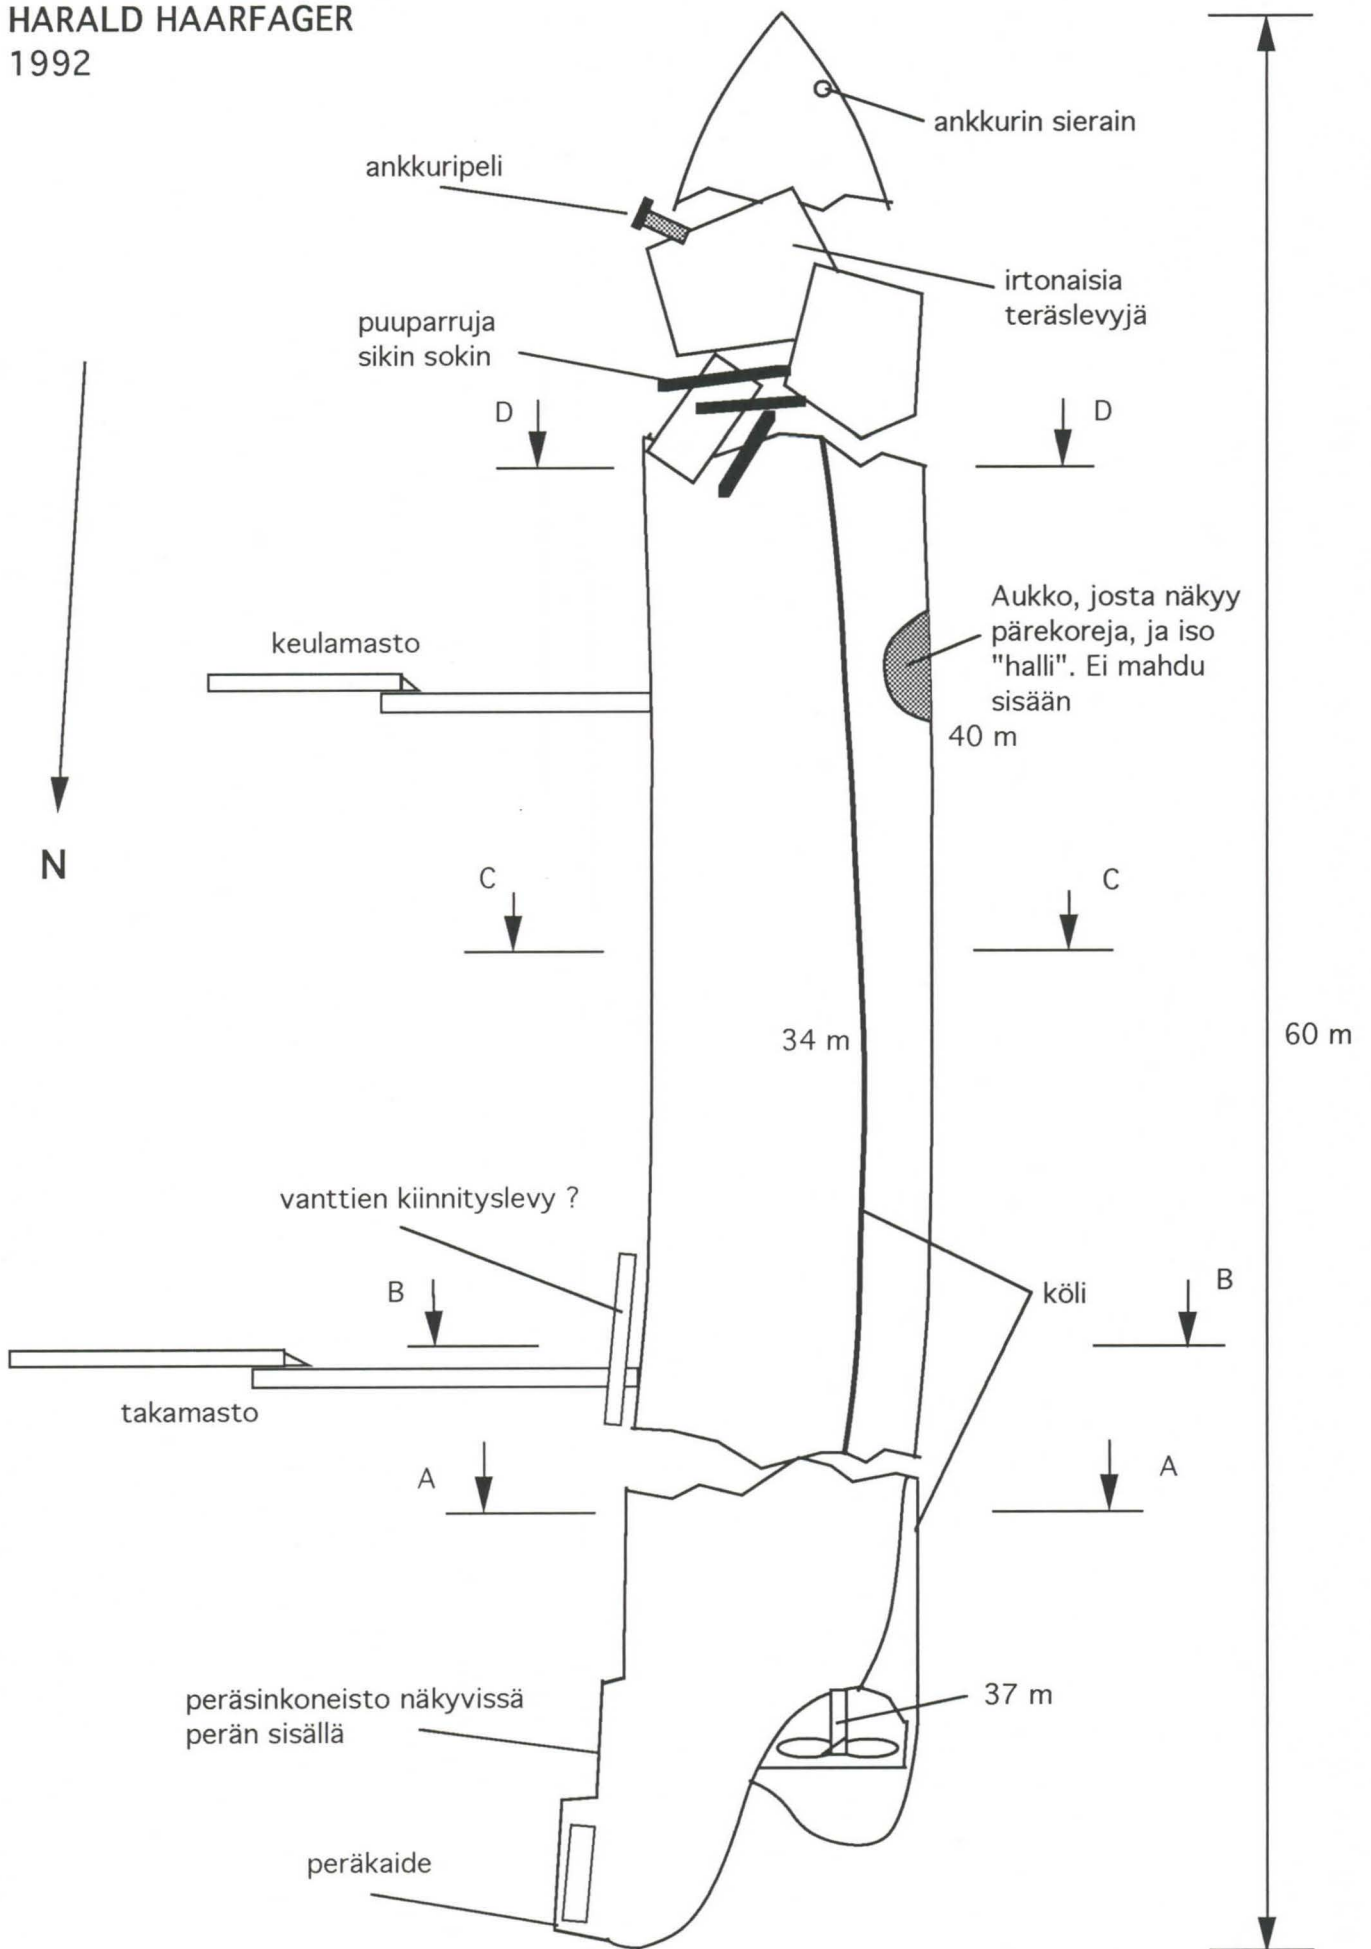 HARALD HAARFAGER
1992
ankkurin sierain
ankkuripeli
irtonaisia
teräslevyjä
puuparruja
sikin sokin
D
D
Aukko, josta näkyy
pärekoreja, ja iso
"halli". Ei mahdu
sisään
keulamasto
40 m
N
C
C
34 m
60 m
vanttien kiinnityslevy ?
B
B
köli
takamasto
A
A
peräsinkoneisto näkyvissä
perän sisällä
37 m
peräkaide